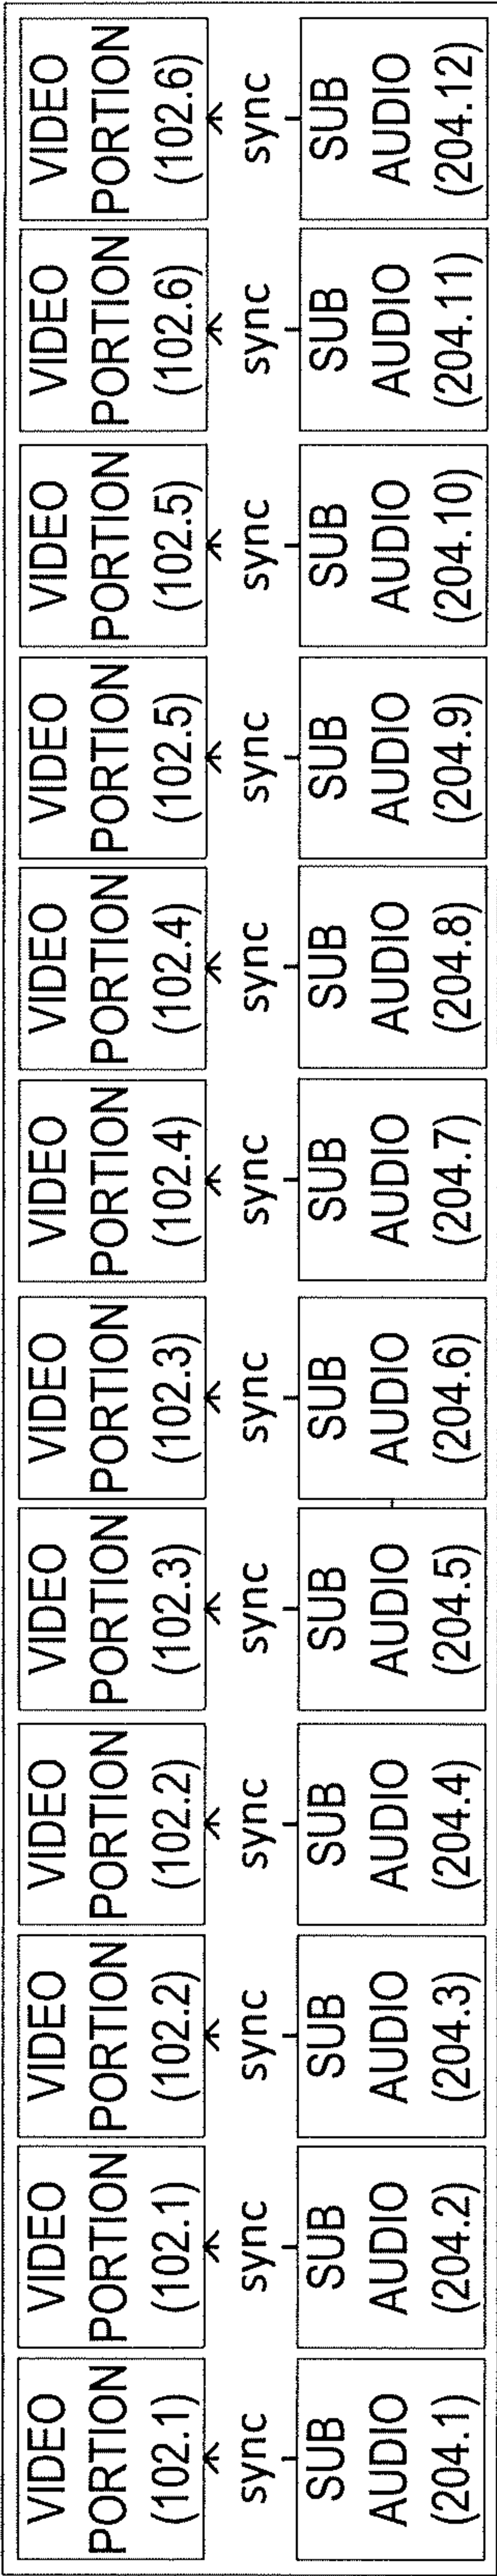 VIDEO
PORTION
(102.1)
VIDEO
PORTION
(102.1)
VIDEO
PORTION
(102.2)
VIDEO
PORTION
(102.2)
VIDEO
PORTION
(102.3)
VIDEO
PORTION
(102.3)
VIDEO
PORTION
(102.4)
VIDEO
PORTION
(102.4)
VIDEO
PORTION
(102.5)
VIDEO
PORTION
(102.5)
VIDEO
PORTION
(102.6)
VIDEO
PORTION
(102.6)
sync
sync
sync
sync
sync
sync
sync
sync
sync
sync
sync
sync
SUB
AUDIO
(204.1)
SUB
AUDIO
(204.2)
SUB
AUDIO
(204.3)
SUB
AUDIO
(204.4)
SUB
AUDIO
(204.5)
SUB
AUDIO
(204.6)
SUB
AUDIO
(204.7)
SUB
AUDIO
(204.8)
SUB
AUDIO
(204.9)
SUB
AUDIO
(204.10)
SUB
AUDIO
(204.11)
SUB
AUDIO
(204.12)